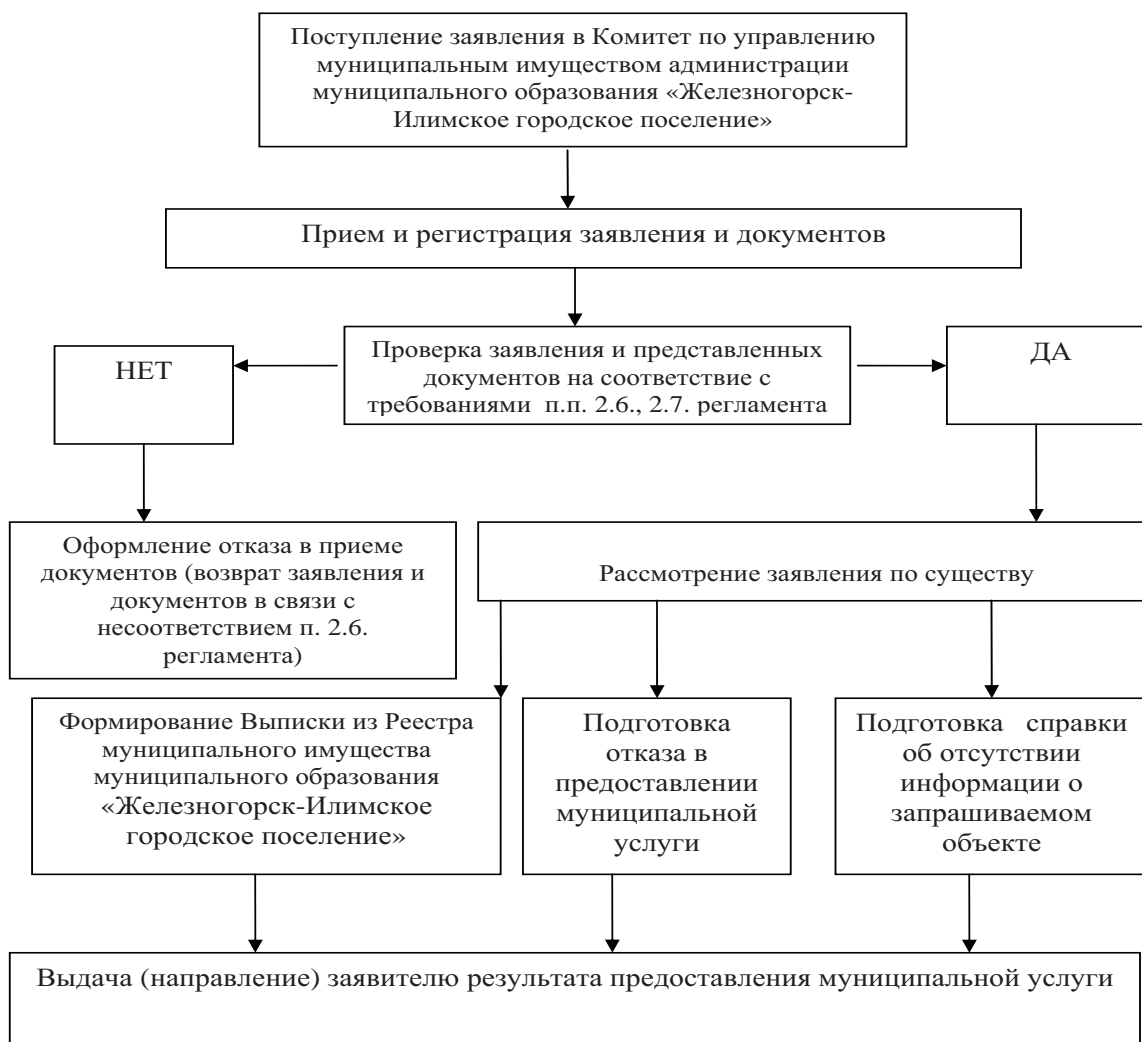 Поступление заявления в Комитет по управлению
муниципальным имуществом администрации
муниципального образования «Железногорск-
Илимское городское поселение»
Прием и регистрация заявления и документов
НЕТ
Проверка заявления и представленных
документов на соответствие с
требованиями п.п. 2.6., 2.7. регламента
ДА
Оформление отказа в приеме
документов (возврат заявления и
документов в связи с
несоответствием п. 2.6.
регламента)
Рассмотрение заявления по существу
Формирование Выписки из Реестра
муниципального имущества
муниципального образования
«Железногорск-Илимское
городское поселение»
Подготовка
отказа в
предоставлении
муниципальной
услуги
Подготовка справки
об отсутствии
информации о
запрашиваемом
объекте
Выдача (направление) заявителю результата предоставления муниципальной услуги